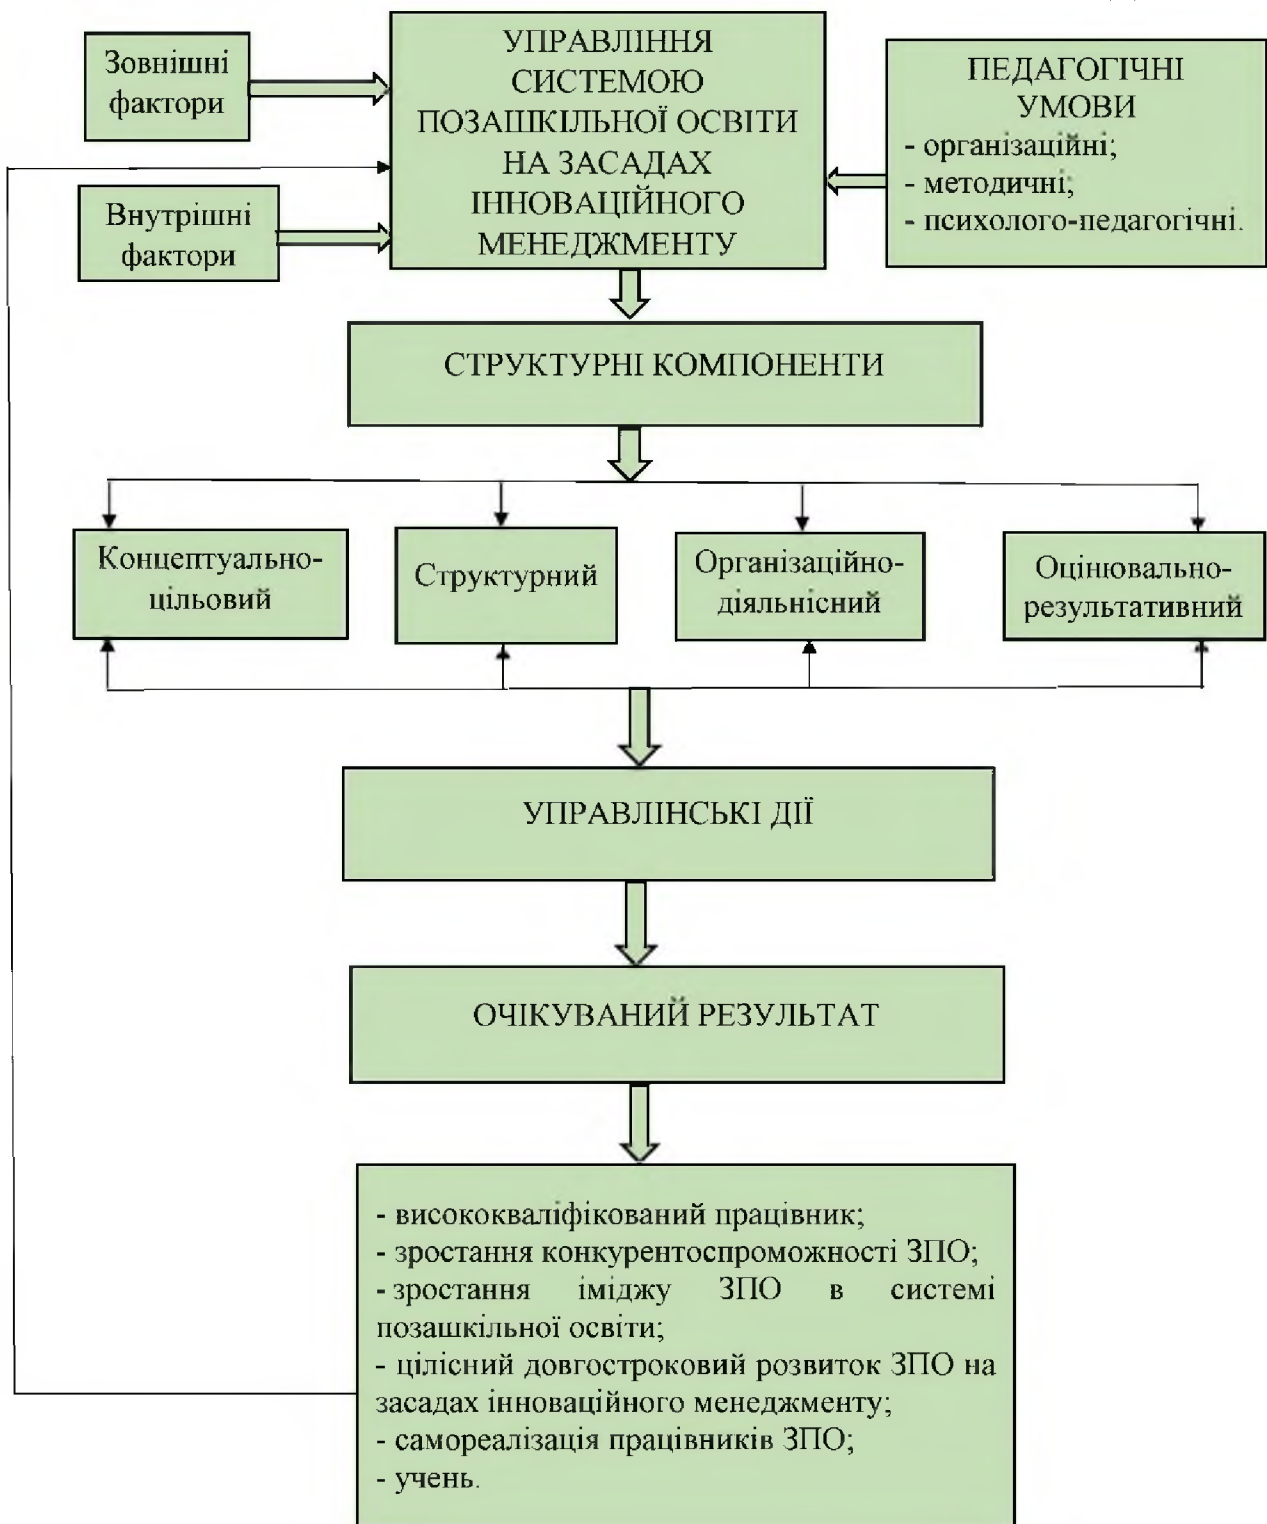 Зовнішні
фактори
УПРАВЛІННЯ
СИСТЕМОЮ
ПОЗАШКІЛЬНОЇ ОСВІТИ
НА ЗАСАДАХ
ІННОВАЦІЙНОГО
МЕНЕДЖМЕНТУ
ПЕДАГОГІЧНІ
УМОВИ
- організаційні;
- методичні;
- психолого-педагогічні.
Внутрішні
фактори
СТРУКТУРНІ КОМПОНЕНТИ
Концептуально-
цільовий
Структурний
Організаційно-
діяльнісний
Оцінювально-
результативний
УПРАВЛІНСЬКІ ДІЇ
ОЧІКУВАНИЙ РЕЗУЛЬТАТ
- висококваліфікований працівник;
- зростання конкурентоспроможності ЗПО;
- зростання іміджу ЗПО в системі
позашкільної освіти;
- цілісний довгостроковий розвиток ЗПО на
засадах інноваційного менеджменту;
- самореалізація працівників ЗПО;
- учень.